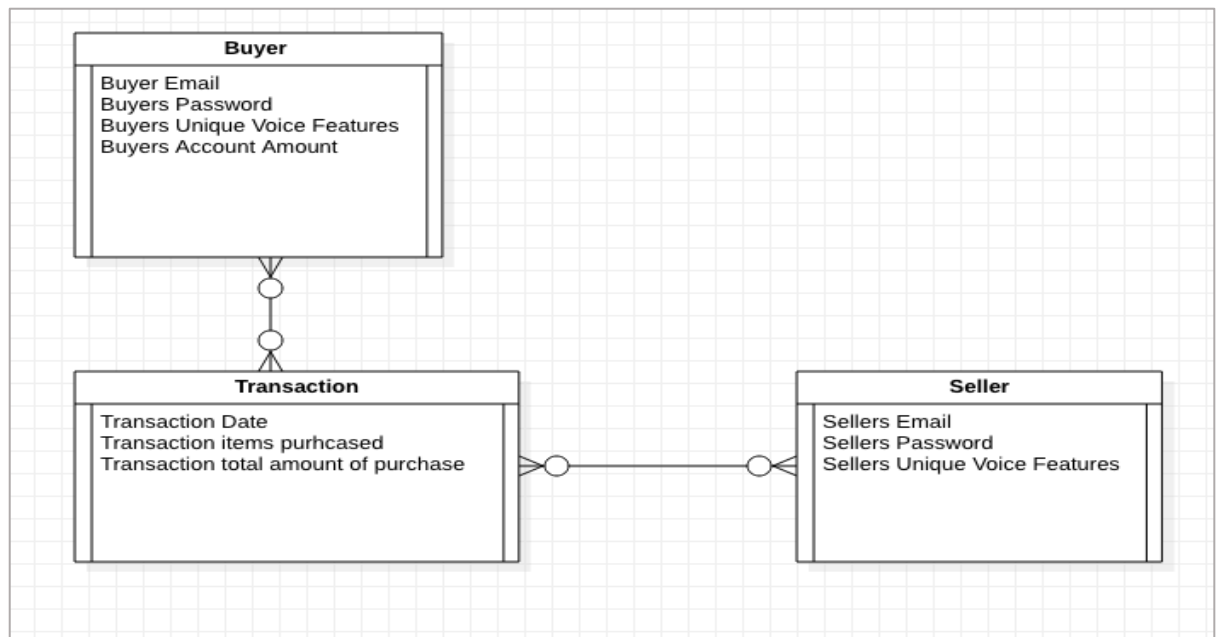 Buyer
Buyer Email
Buyers Password
Buyers Unique Voice Features
Buyers Account Amount
Transaction
Transaction Date
Transaction items purhcased
Transaction total amount of purchase
Seller
Sellers Email
Sellers Password
Sellers Unique Voice Features